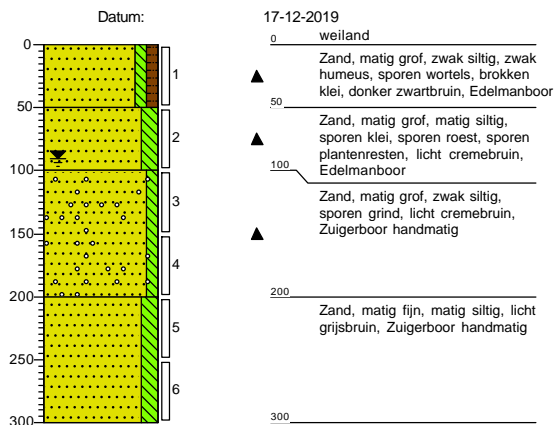 Datum: 17-12-2019
0
50
100
150
200
250
300
1
2
3
4
5
6
0 weiland
Zand, matig grof, zwak siltig, zwak
humeus, sporen wortels, brokken
klei, donker zwartbruin, Edelmanboor
50
Zand, matig grof, matig siltig,
sporen klei, sporen roest, sporen
plantenresten, licht cremebruin,
Edelmanboor
100
Zand, matig grof, zwak siltig,
sporen grind, licht cremebruin,
Zuigerboor handmatig
200
Zand, matig fijn, matig siltig, licht
grijsbruin, Zuigerboor handmatig
300